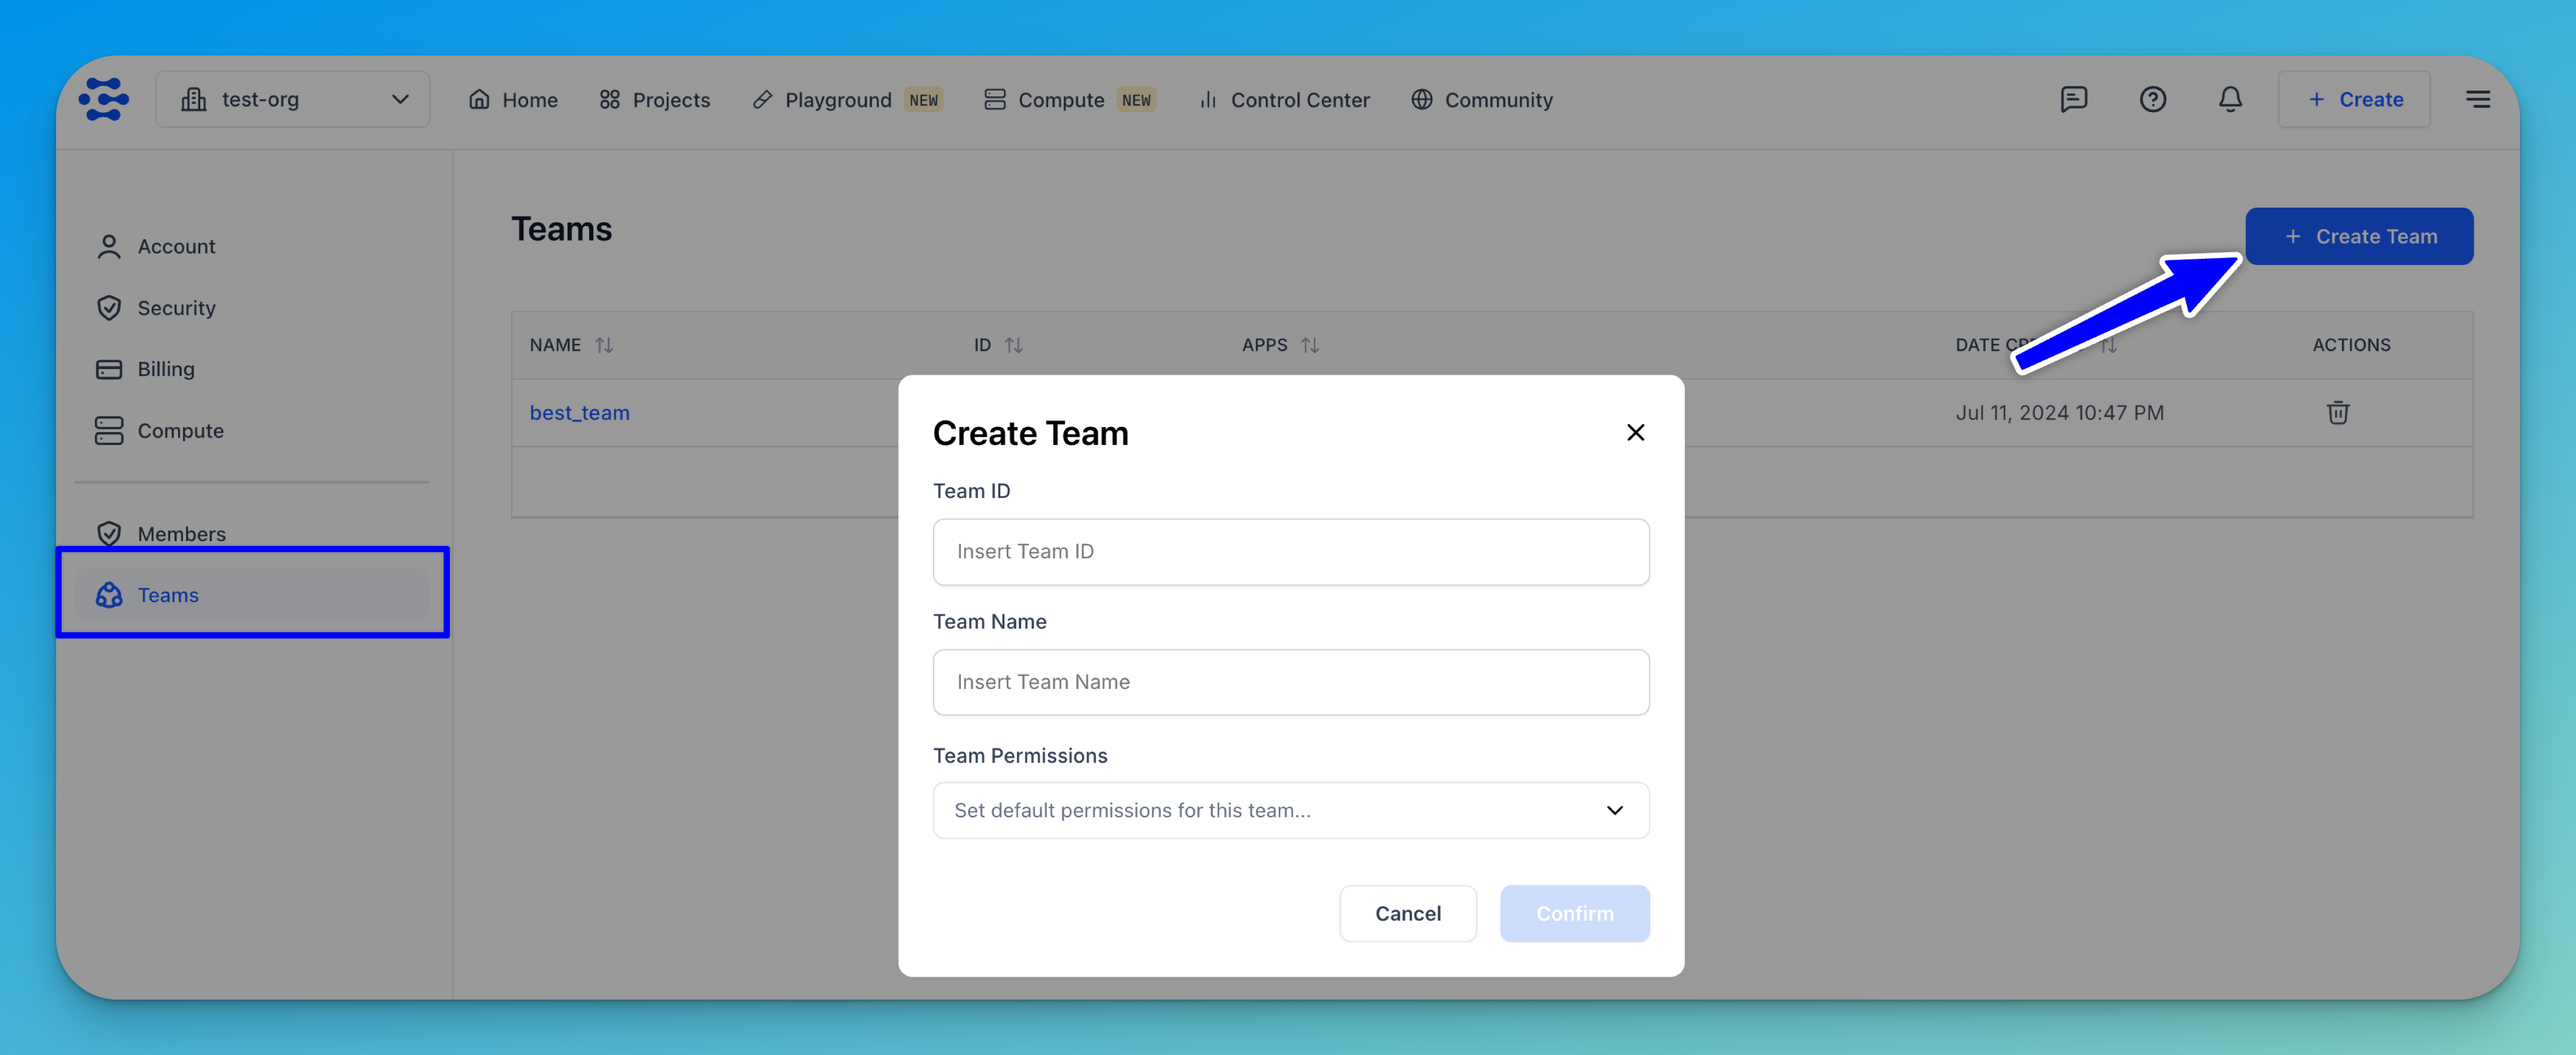 test-org
Home
Projects
Playground NEW
Compute NEW
Control Center
Community
+ Create
Account
Security
Billing
Compute
Members
Teams
Teams
+ Create Team
NAME ID APPS DATE ACTIONS
best_team Jul 11, 2024 10:47 PM
Create Team
Team ID
Insert Team ID
Team Name
Insert Team Name
Team Permissions
Set default permissions for this team...
Cancel Confirm